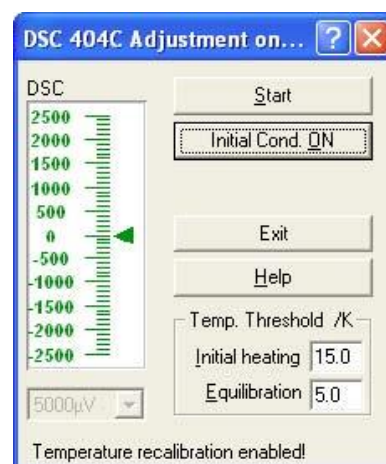 DSC 404C Adjustment on... ? X
DSC
2500
2000
1500
1000
500
0
-500
-1000
-1500
-2000
-2500
5000µV
Start
Initial Cond. ON
Exit
Help
Temp. Threshold /K
Initial heating 15.0
Equilibration 5.0
Temperature recalibration enabled!